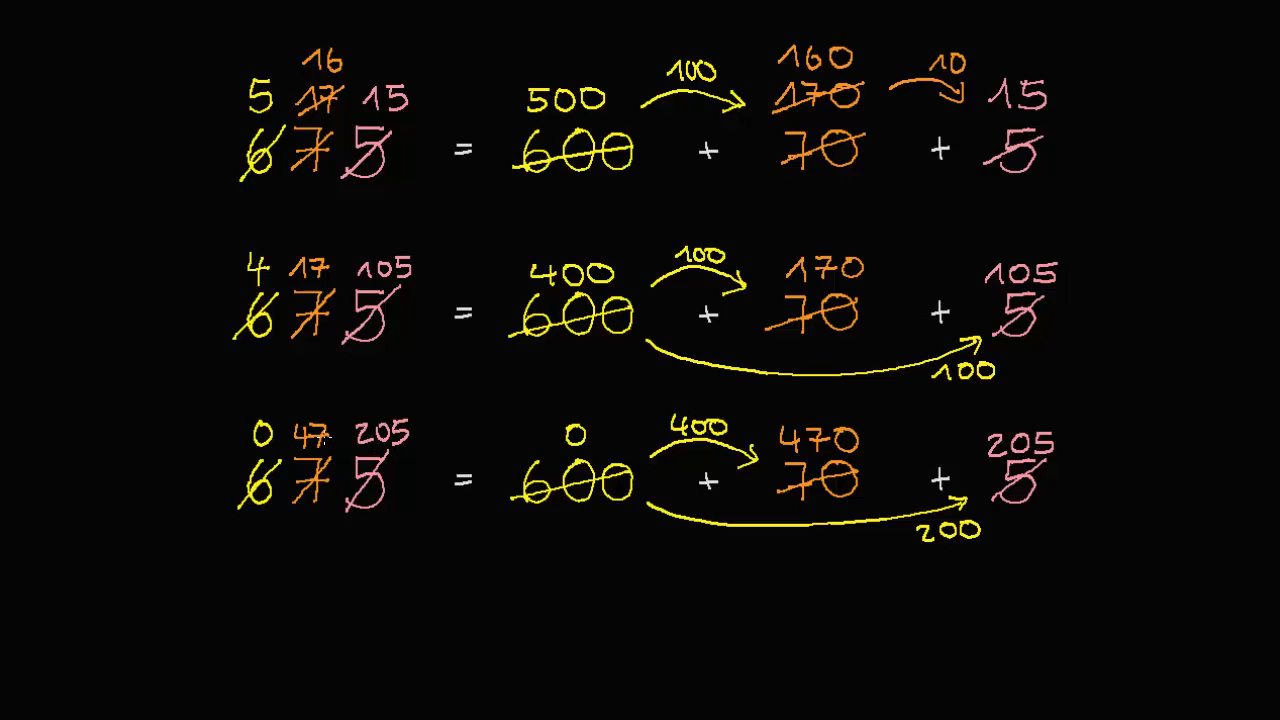 16 160
5 17 15 500 100 170 10 15
6 7 5 = 600 + 70 + 5
4 17 105 400 100 170 105
6 7 5 = 600 + 70 + 5
100
0 47 205 0 400 470 205
6 7 5 = 600 + 70 + 5
200